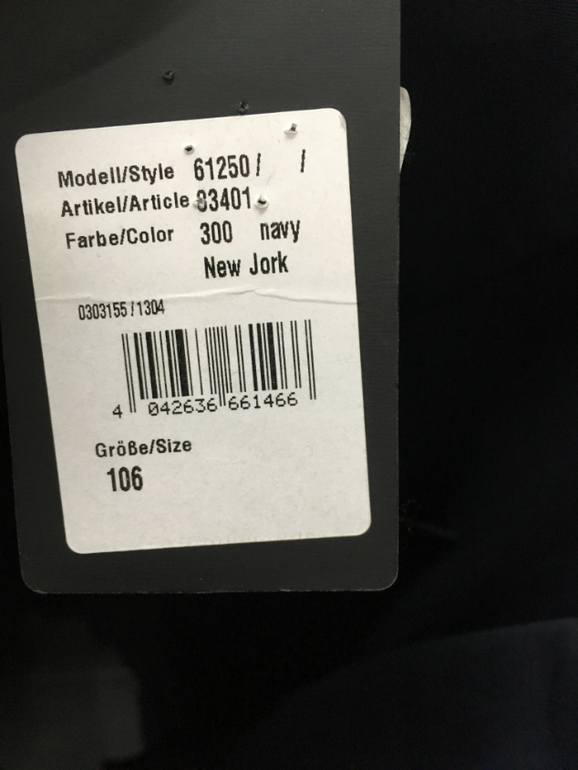 Modell/Style 61250 / /
Artikel/Article 83401
Farbe/Color 300 navy
New Jork
0303155 / 1304
4 042636 661466
Größe/Size
106